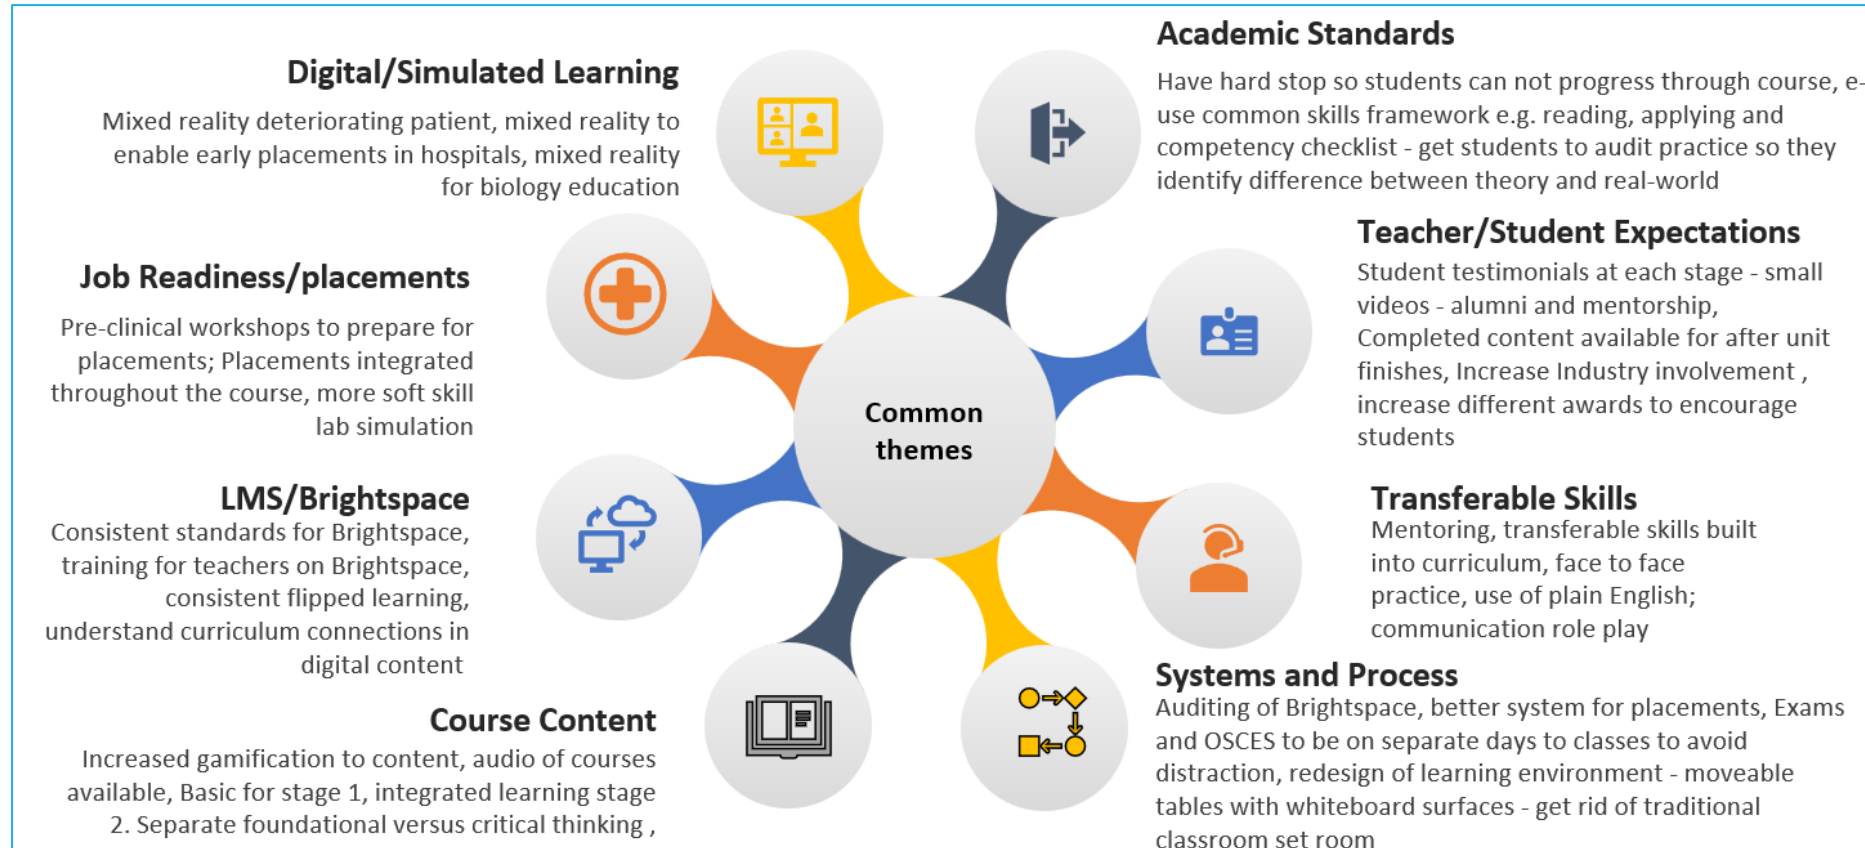 Digital/Simulated Learning
Mixed reality deteriorating patient, mixed reality to
enable early placements in hospitals, mixed reality
for biology education
Job Readiness/placements
Pre-clinical workshops to prepare for
placements; Placements integrated
throughout the course, more soft skill
lab simulation
LMS/Brightspace
Consistent standards for Brightspace,
training for teachers on Brightspace,
consistent flipped learning,
understand curriculum connections in
digital content
Course Content
Increased gamification to content, audio of courses
available, Basic for stage 1, integrated learning stage
2. Separate foundational versus critical thinking ,
Common
themes
Academic Standards
Have hard stop so students can not progress through course, e-
use common skills framework e.g. reading, applying and
competency checklist - get students to audit practice so they
identify difference between theory and real-world
Teacher/Student Expectations
Student testimonials at each stage - small
videos - alumni and mentorship,
Completed content available for after unit
finishes, Increase Industry involvement ,
increase different awards to encourage
students
Transferable Skills
Mentoring, transferable skills built
into curriculum, face to face
practice, use of plain English;
communication role play
Systems and Process
Auditing of Brightspace, better system for placements, Exams
and OSCES to be on separate days to classes to avoid
distraction, redesign of learning environment - moveable
tables with whiteboard surfaces - get rid of traditional
classroom set room